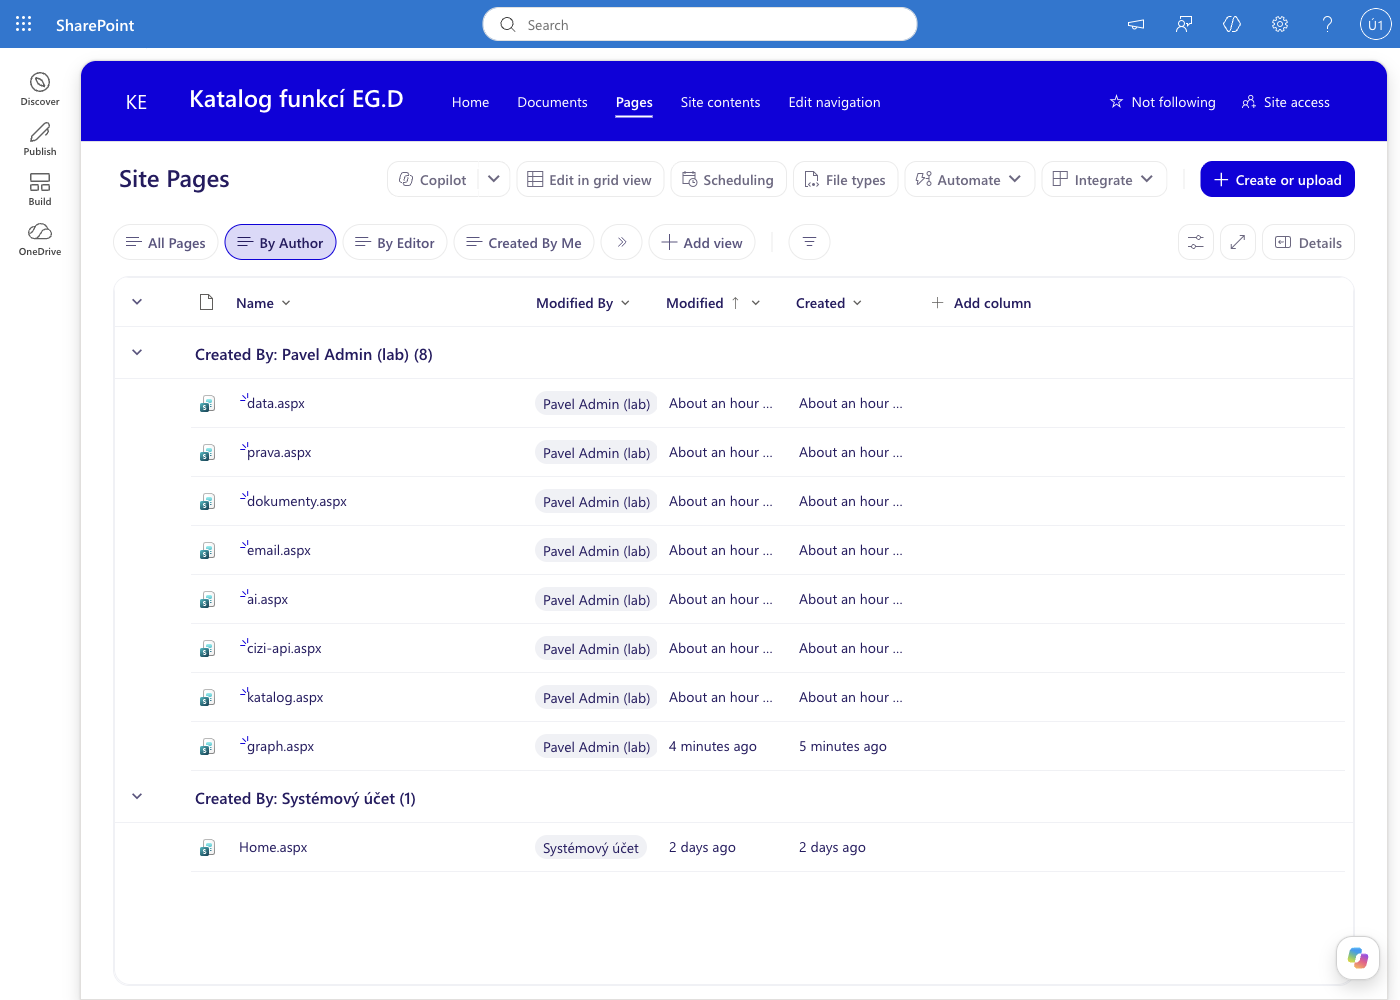 SharePoint
Search
Ú1
Discover
Publish
Build
OneDrive
KE
Katalog funkcí EG.D
Home
Documents
Pages
Site contents
Edit navigation
Not following
Site access
Site Pages
Copilot
Edit in grid view
Scheduling
File types
Automate
Integrate
Create or upload
All Pages
By Author
By Editor
Created By Me
Add view
Details
Name
Modified By
Modified
Created
Add column
Created By: Pavel Admin (lab) (8)
data.aspx Pavel Admin (lab) About an hour ... About an hour ...
prava.aspx Pavel Admin (lab) About an hour ... About an hour ...
dokumenty.aspx Pavel Admin (lab) About an hour ... About an hour ...
email.aspx Pavel Admin (lab) About an hour ... About an hour ...
ai.aspx Pavel Admin (lab) About an hour ... About an hour ...
cizi-api.aspx Pavel Admin (lab) About an hour ... About an hour ...
katalog.aspx Pavel Admin (lab) About an hour ... About an hour ...
graph.aspx Pavel Admin (lab) 4 minutes ago 5 minutes ago
Created By: Systémový účet (1)
Home.aspx Systémový účet 2 days ago 2 days ago